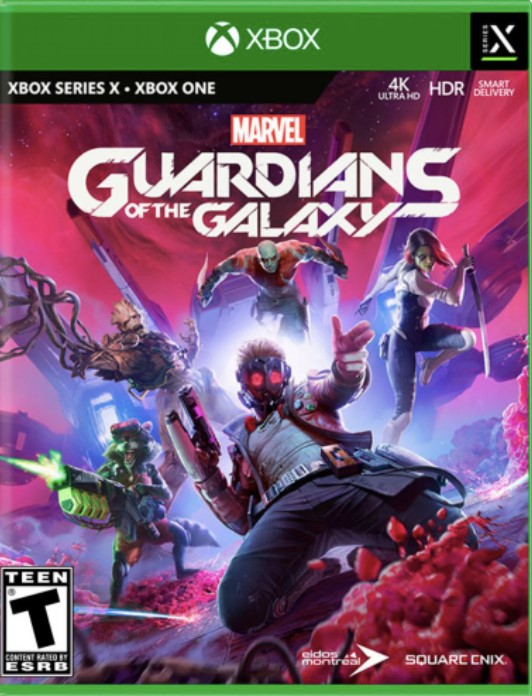 XBOX
SERIES X
XBOX SERIES X • XBOX ONE
4K
ULTRA HD
HDR
SMART
DELIVERY
MARVEL
GUARDIANS
OF THE GALAXY
TEEN
T
®
CONTENT RATED BY
ESRB
eidos
montréal
SQUARE ENIX.